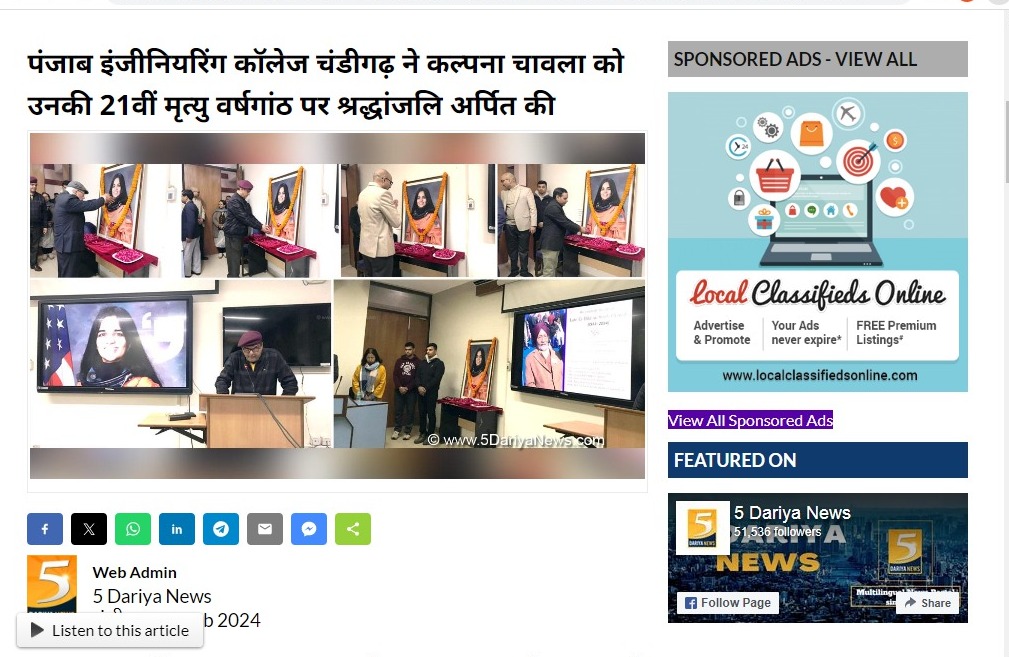 पंजाब इंजीनियरिंग कॉलेज चंडीगढ़ ने कल्पना चावला को
उनकी 21वीं मृत्यु वर्षगांठ पर श्रद्धांजलि अर्पित की
© www.5DariyaNews.com
Web Admin
5 Dariya News
2024
Listen to this article
SPONSORED ADS - VIEW ALL
24
Local Classifieds Online
Advertise & Promote
Your Ads never expire*
FREE Premium Listings#
www.localclassifiedsonline.com
View All Sponsored Ads
FEATURED ON
5 Dariya News
51,536 followers
DARIYA
NEWS
5
DARIYA NEWS
Follow Page
Share